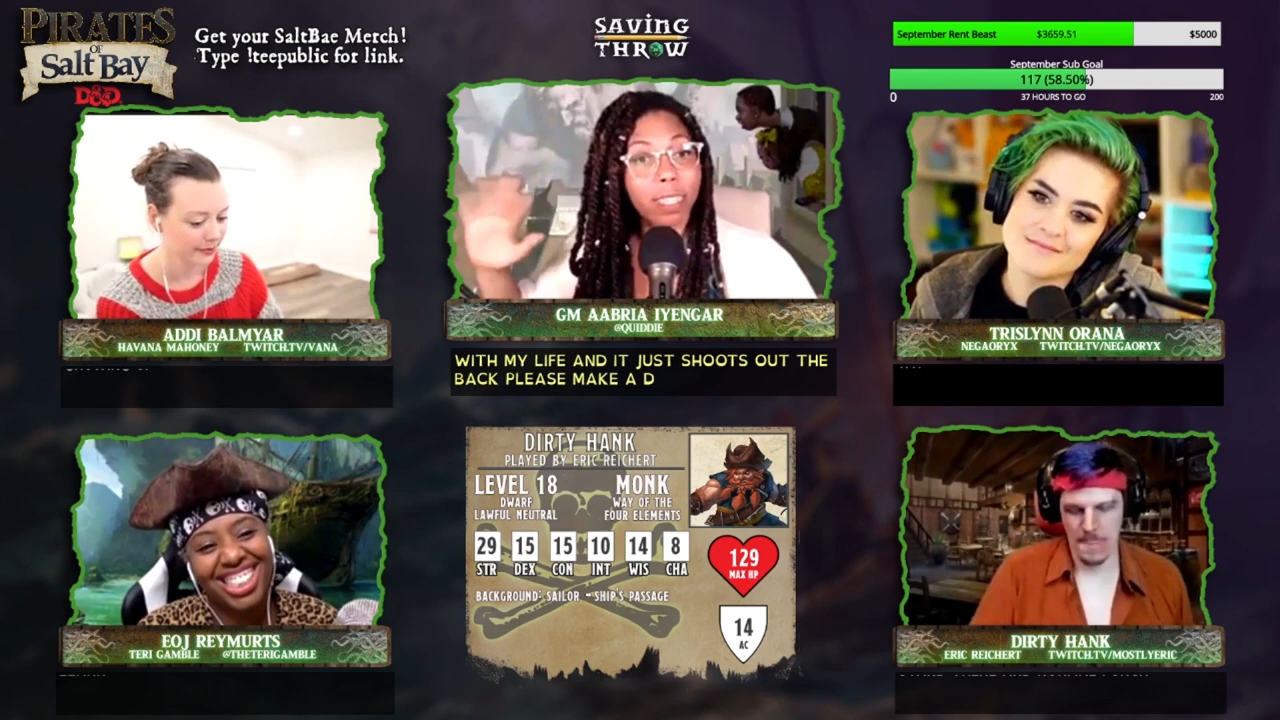 PIRATES
OF
Salt Bay
D&D
Get your SaltBae Merch!
Type !teepublic for link.
SAVING
THROW
September Rent Beast $3659.51 $5000
September Sub Goal
117 (58.50%)
0 37 HOURS TO GO 200
ADDI BALMYAR
HAVANA MAHONEY TWITCH.TV/VANA
GM AABRIA IYENGAR
@QUIDDIE
WITH MY LIFE AND IT JUST SHOOTS OUT THE
BACK PLEASE MAKE A D
TRISLYNN ORANA
NEGAORYX TWITCH.TV/NEGAORYX
EOJ REYMURTS
TERI GAMBLE @THETERIGAMBLE
DIRTY HANK
PLAYED BY ERIC REICHERT
LEVEL 18 MONK
DWARF WAY OF THE
LAWFUL NEUTRAL FOUR ELEMENTS
29 15 15 10 14 8
STR DEX CON INT WIS CHA
BACKGROUND: SAILOR - SHIP'S PASSAGE
129
MAX HP
14
AC
DIRTY HANK
ERIC REICHERT TWITCH.TV/MOSTLYERIC